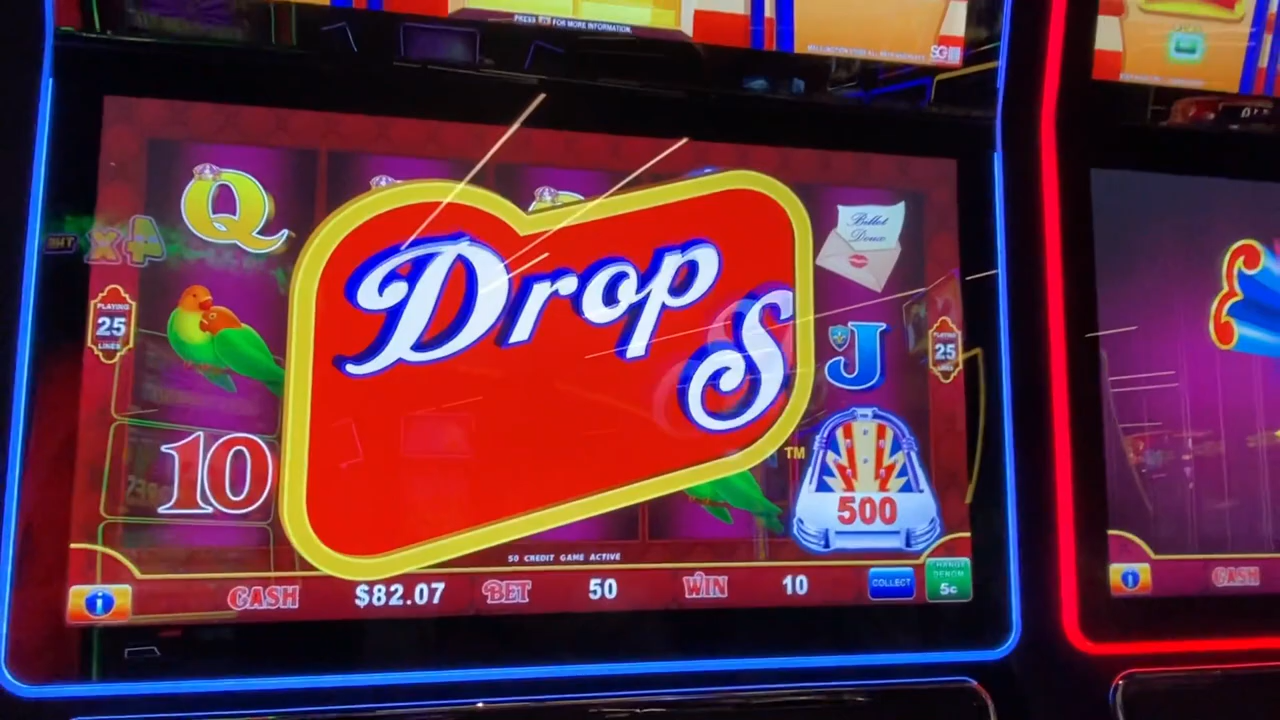 PRESS FOR MORE INFORMATION.
SG
Q
x4
Drop
S
Billet
Doux
PLAYING
25
LINES
PLAYING
25
LINES
J
10
TM
500
50 CREDIT GAME ACTIVE
CASH $82.07 BET 50 WIN 10 COLLECT
CHANGE
DENOM
5¢
CASH